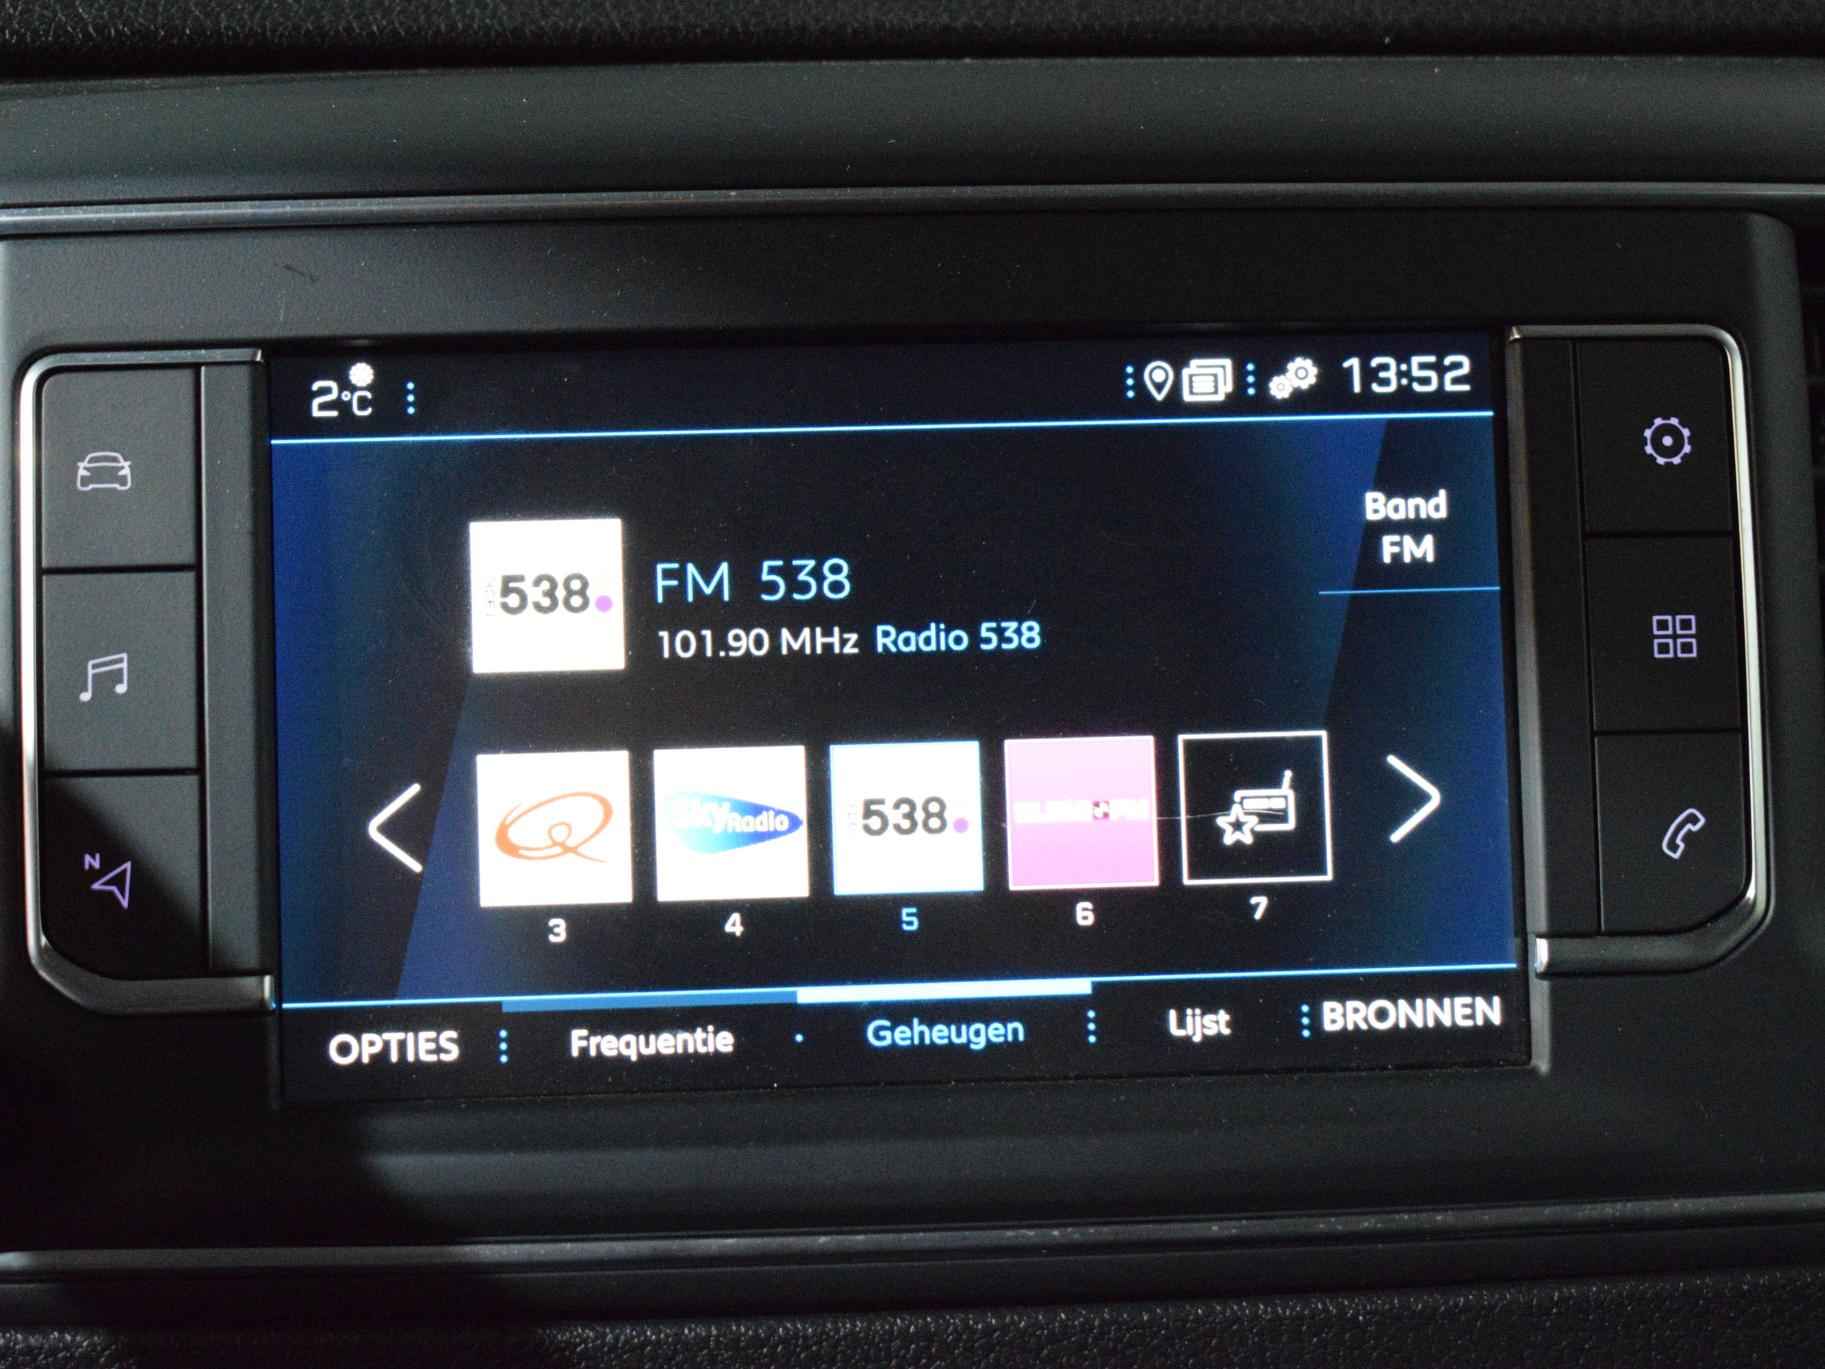 2°C
13:52
Band
FM
538
FM 538
101.90 MHz Radio 538
Q
Sky Radio
538
3
4
5
6
7
OPTIES
Frequentie
Geheugen
Lijst
BRONNEN
N